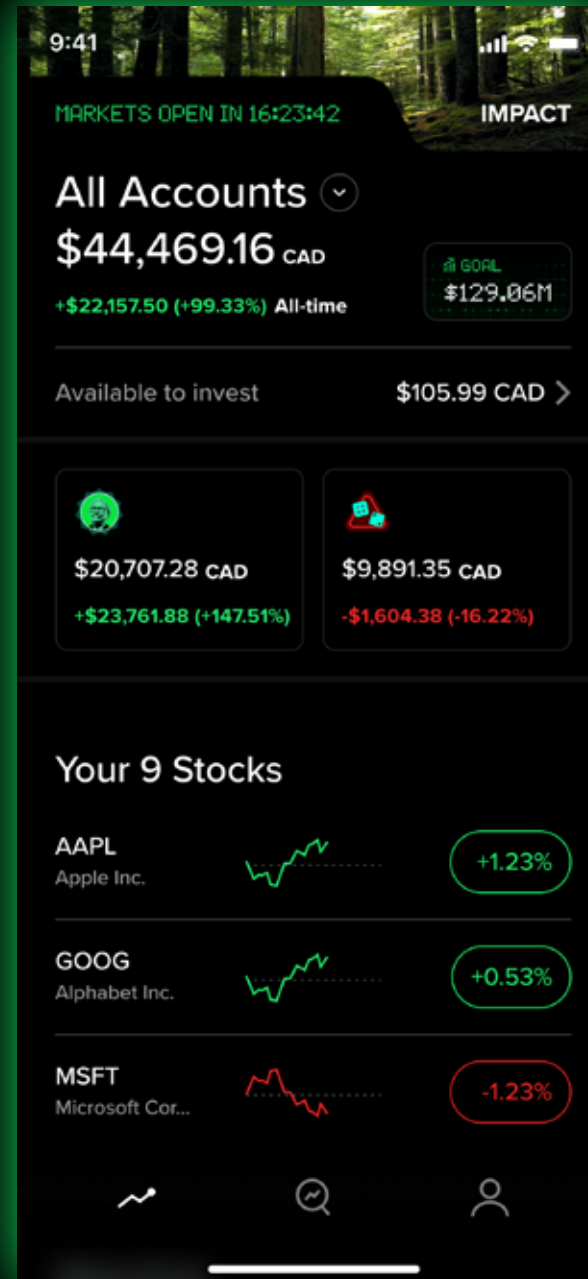 9:41
MARKETS OPEN IN 16:23:42
IMPACT
All Accounts
$44,469.16 CAD
+$22,157.50 (+99.33%) All-time
GOAL
$129.06M
Available to invest
$105.99 CAD
$20,707.28 CAD
+$23,761.88 (+147.51%)
$9,891.35 CAD
-$1,604.38 (-16.22%)
Your 9 Stocks
AAPL
Apple Inc.
+1.23%
GOOG
Alphabet Inc.
+0.53%
MSFT
Microsoft Cor...
-1.23%